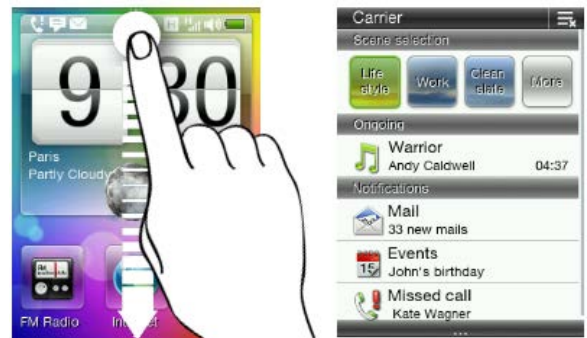 9 30
Paris
Partly Cloudy
FM Radio
Internet
Carrier
Scene selection
Life style
Work
Clean slate
More
Ongoing
Warrior
Andy Caldwell 04:37
Notifications
Mail
33 new mails
Events
15
John's birthday
Missed call
Kate Wagner